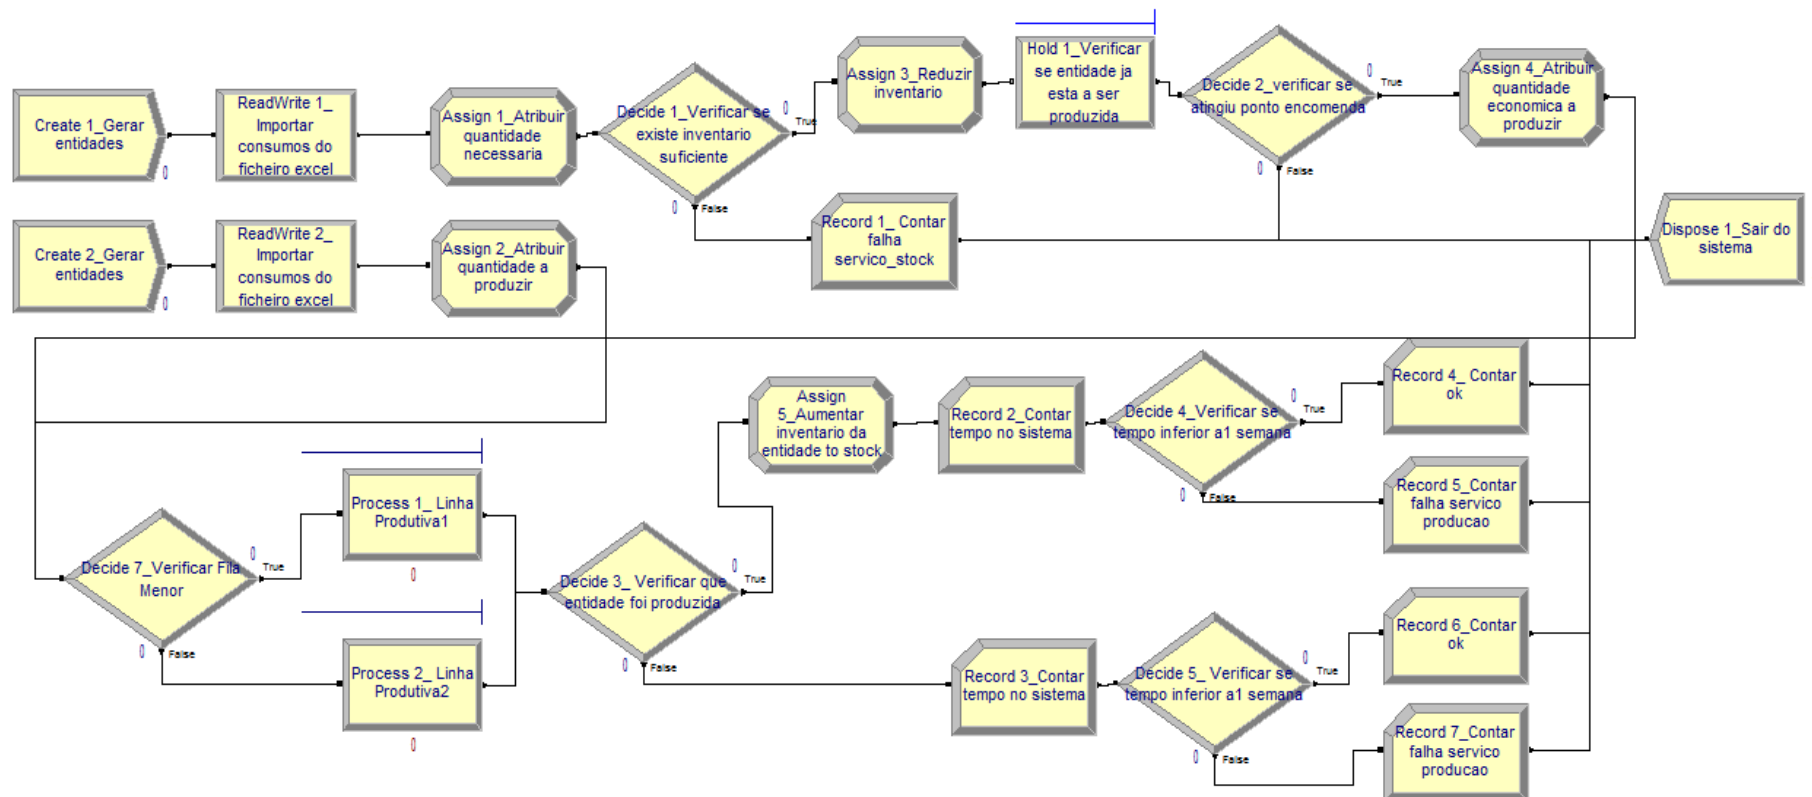 Create 1_Gerar
entidades
0
ReadWrite 1_
Importar
consumos do
ficheiro excel
Assign 1_Atribuir
quantidade
necessaria
Decide 1_Verificar se
existe inventario
suficiente
0
True
0
False
Assign 3_Reduzir
inventario
Hold 1_Verificar
se entidade ja
esta a ser
produzida
Decide 2_verificar se
atingiu ponto encomenda
0
True
0
False
Assign 4_Atribuir
quantidade
economica a
produzir
Create 2_Gerar
entidades
0
ReadWrite 2_
Importar
consumos do
ficheiro excel
Assign 2_Atribuir
quantidade a
produzir
Record 1_ Contar
falha
servico_stock
Dispose 1_Sair do
sistema
Decide 7_Verificar Fila
Menor
0
True
0
False
Process 1_ Linha
Produtiva1
0
Process 2_ Linha
Produtiva2
0
Decide 3_ Verificar que
entidade foi produzida
0
True
0
False
Assign
5_Aumentar
inventario da
entidade to stock
Record 2_Contar
tempo no sistema
Decide 4_Verificar se
tempo inferior a1 semana
0
True
0
False
Record 4_ Contar
ok
Record 5_Contar
falha servico
producao
Record 3_Contar
tempo no sistema
Decide 5_ Verificar se
tempo inferior a1 semana
0
True
0
False
Record 6_Contar
ok
Record 7_Contar
falha servico
producao